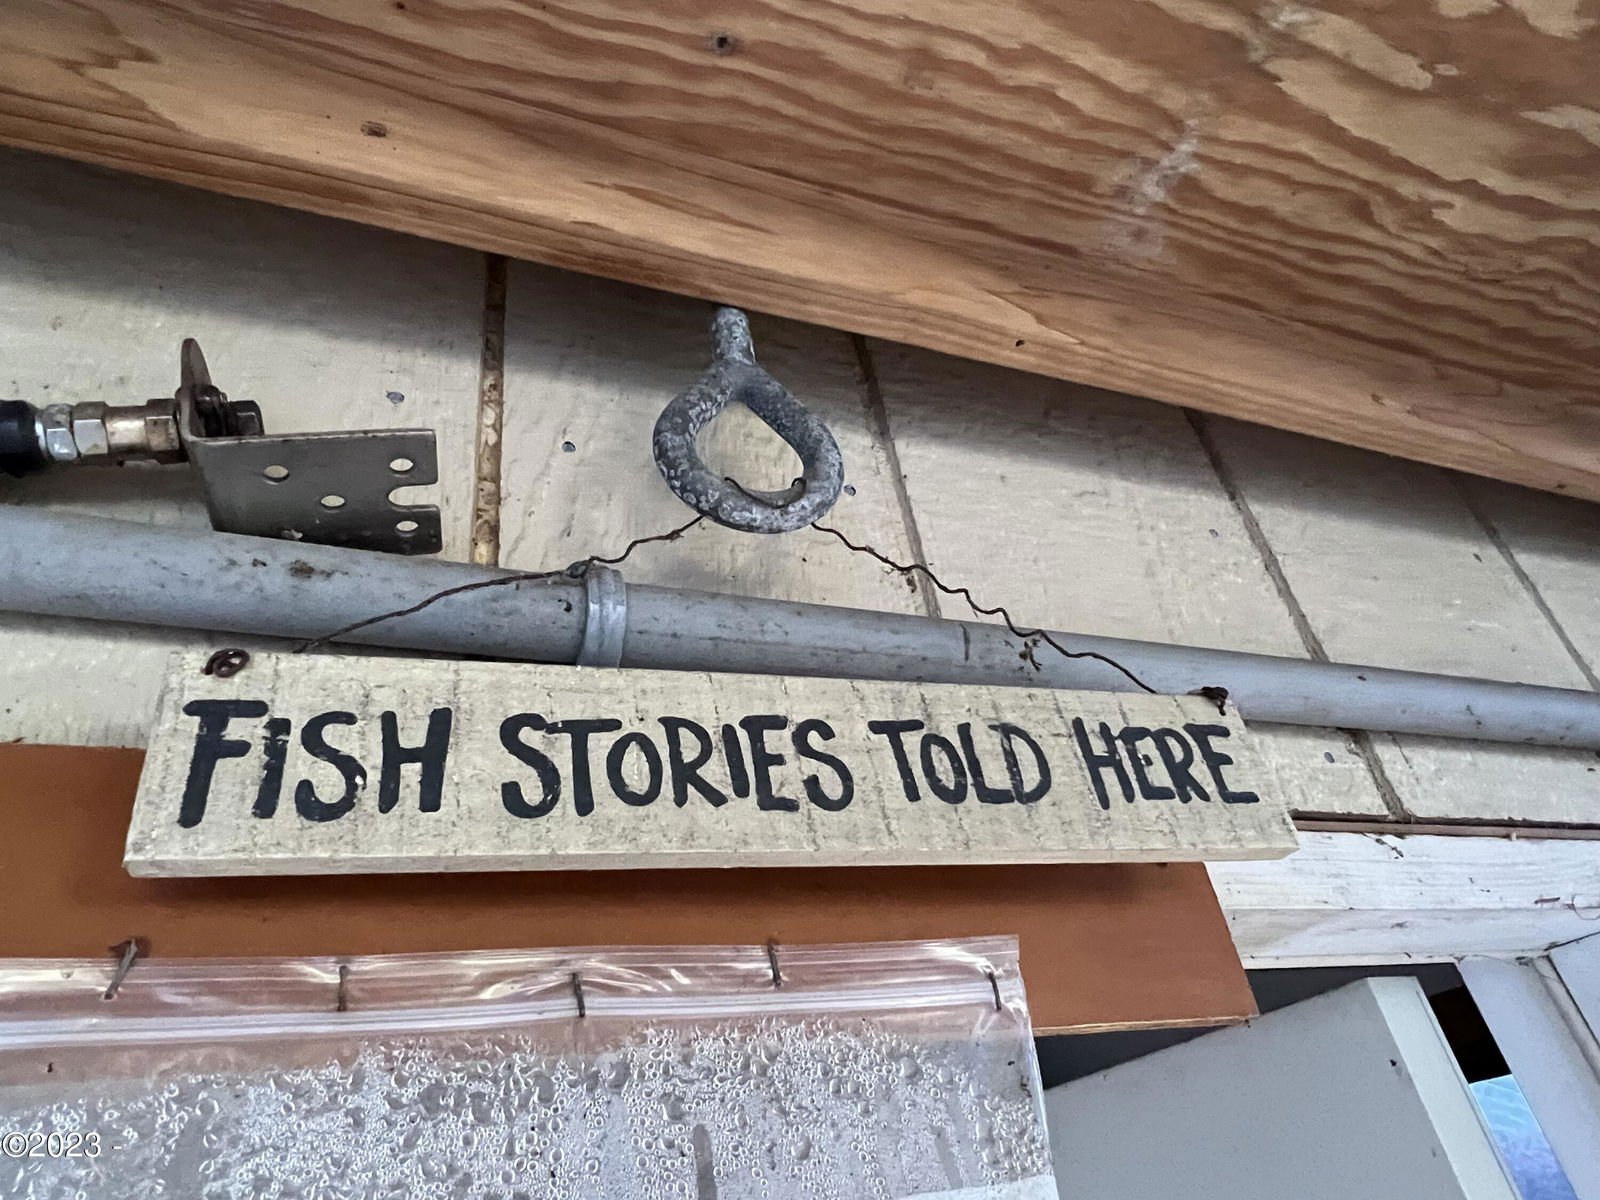 FISH STORIES TOLD HERE
©2023 -